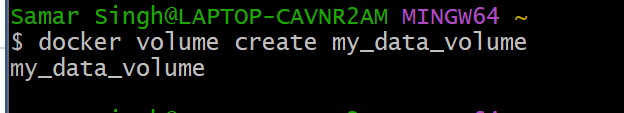 Samar Singh@LAPTOP-CAVNR2AM MINGW64 ~
$ docker volume create my_data_volume
my_data_volume